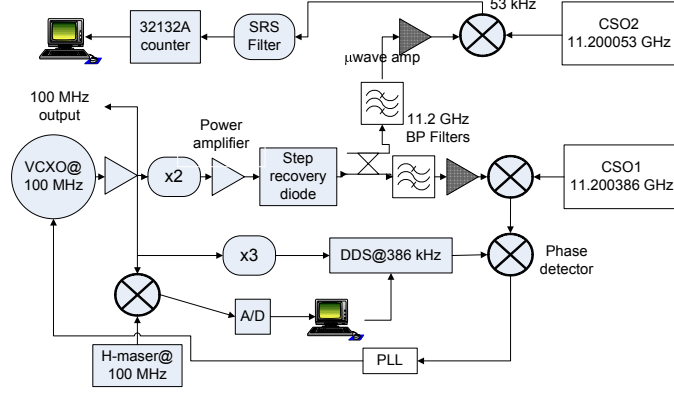 53 kHz
32132A
counter
SRS
Filter
CSO2
11.200053 GHz
μwave amp
100 MHz
output
Power
amplifier
11.2 GHz
BP Filters
VCXO@
100 MHz
x2
Step
recovery
diode
CSO1
11.200386 GHz
x3
DDS@386 kHz
Phase
detector
A/D
H-maser@
100 MHz
PLL